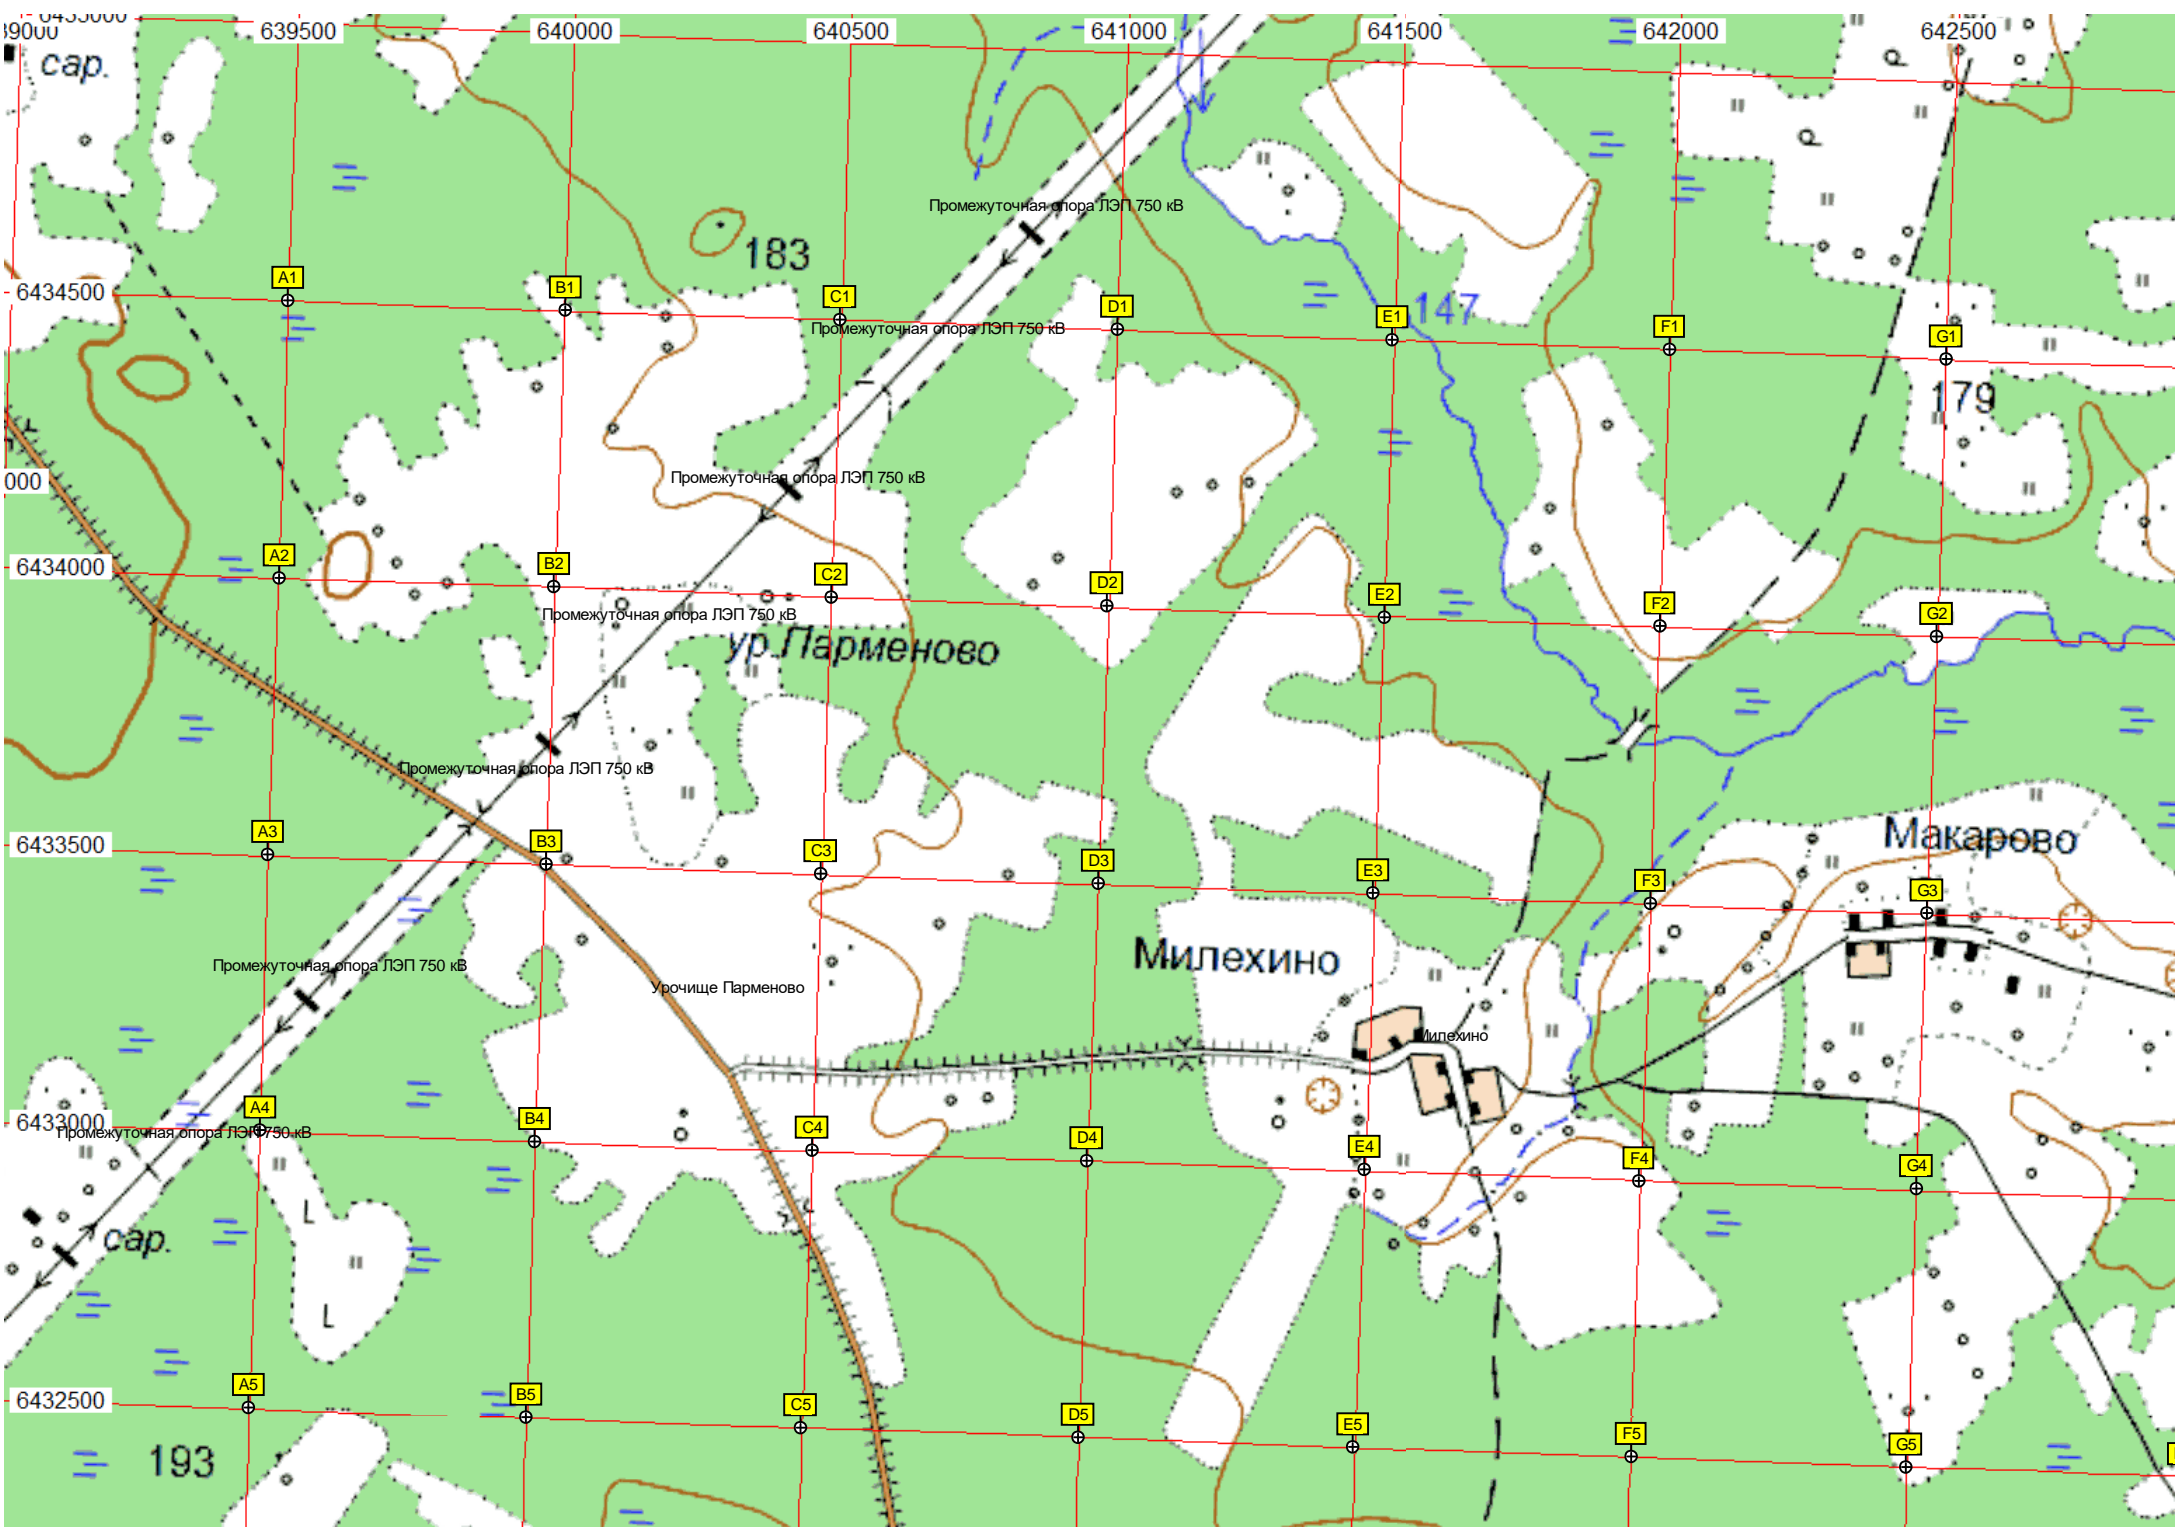 6435000
639500
640000
640500
641000
641500
642000
642500
сар.
Промежуточная опора ЛЭП 750 кВ
183
6434500
A1
B1
C1
D1
E1
147
F1
G1
Промежуточная опора ЛЭП 750 кВ
179
000
Промежуточная опора ЛЭП 750 кВ
6434000
A2
B2
C2
D2
E2
F2
G2
Промежуточная опора ЛЭП 750 кВ
ур.Парменово
Промежуточная опора ЛЭП 750 кВ
6433500
A3
B3
C3
D3
E3
F3
G3
Макарово
Милехино
Промежуточная опора ЛЭП 750 кВ
Урочище Парменово
Милехино
6433000
A4
B4
C4
D4
E4
F4
G4
Промежуточная опора ЛЭП 750 кВ
сар.
6432500
A5
B5
C5
D5
E5
F5
G5
193